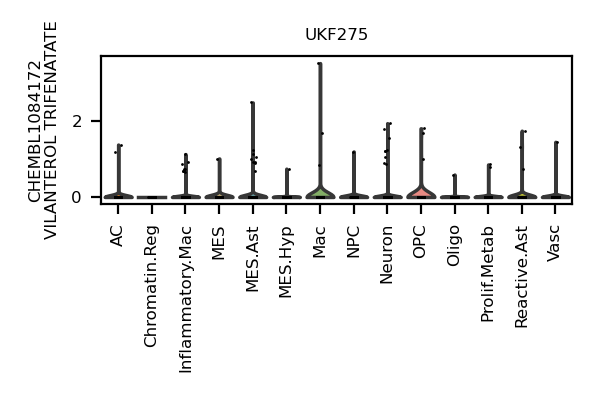 UKF275
CHEMBL1084172
VILANTEROL TRIFENATATE
2
0
AC
Chromatin.Reg
Inflammatory.Mac
MES
MES.Ast
MES.Hyp
Mac
NPC
Neuron
OPC
Oligo
Prolif.Metab
Reactive.Ast
Vasc